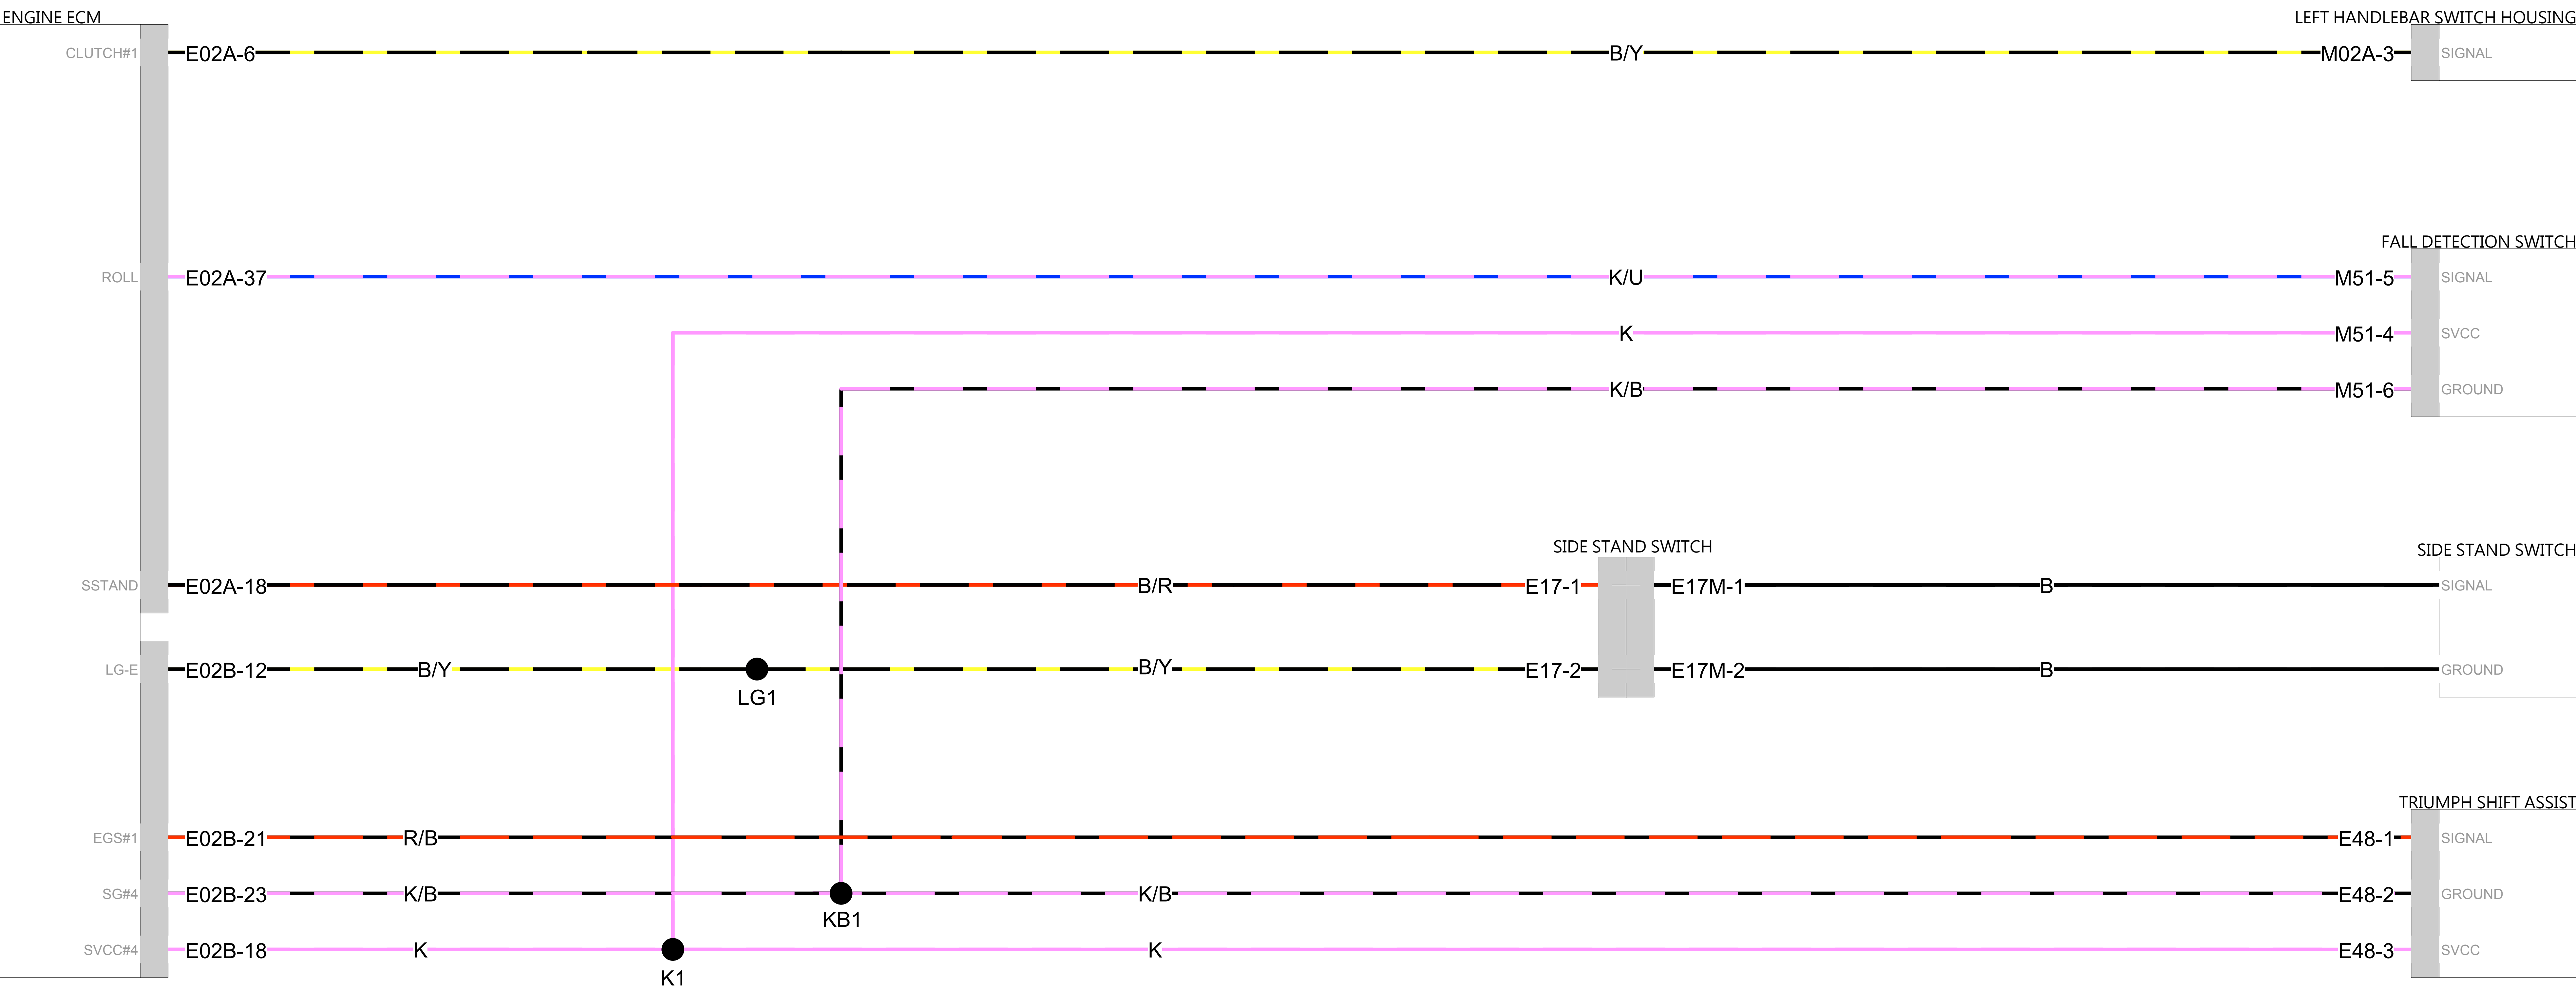 ENGINE ECM LEFT HANDLEBAR SWITCH HOUSING
CLUTCH#1 E02A-6 B/Y M02A-3 SIGNAL
FALL DETECTION SWITCH
ROLL E02A-37 K/U M51-5 SIGNAL
K M51-4 SVCC
K/B M51-6 GROUND
SIDE STAND SWITCH SIDE STAND SWITCH
SSTAND E02A-18 B/R E17-1 E17M-1 B SIGNAL
LG-E E02B-12 B/Y B/Y E17-2 E17M-2 B GROUND
LG1
TRIUMPH SHIFT ASSIST
EGS#1 E02B-21 R/B E48-1 SIGNAL
SG#4 E02B-23 K/B K/B E48-2 GROUND
KB1
SVCC#4 E02B-18 K K E48-3 SVCC
K1